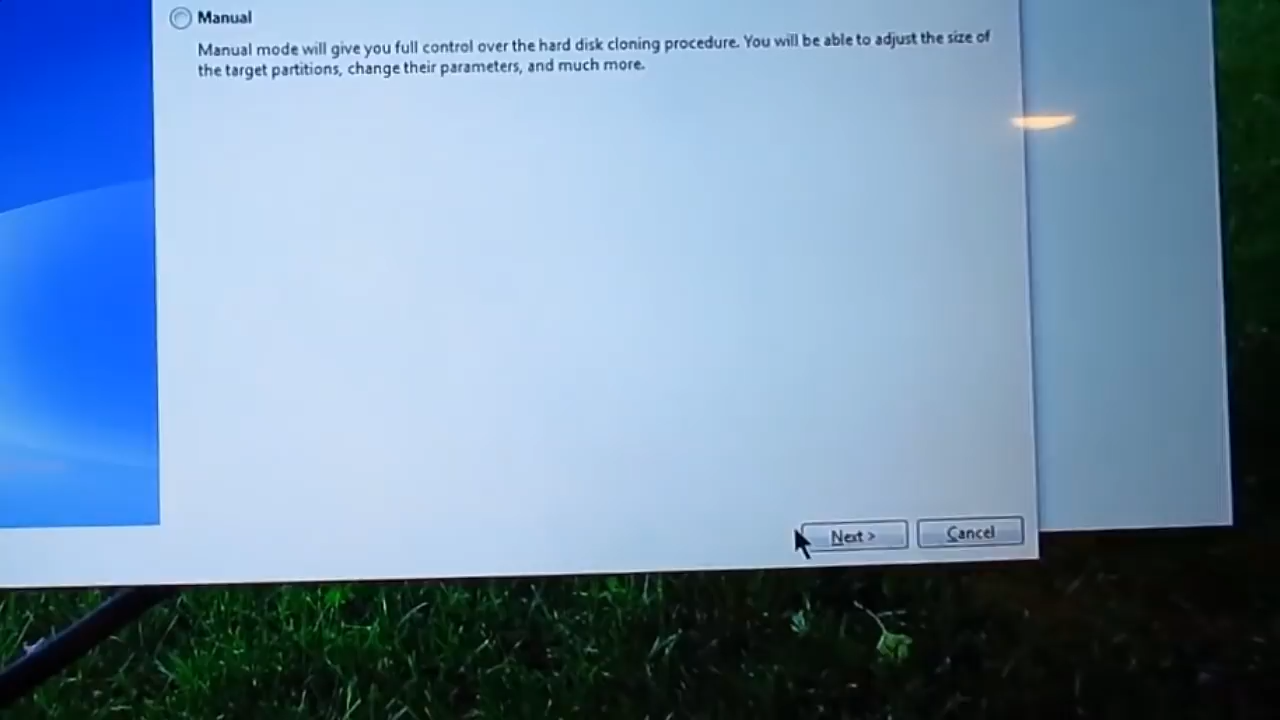 Manual
Manual mode will give you full control over the hard disk cloning procedure. You will be able to adjust the size of
the target partitions, change their parameters, and much more.
Next >
Cancel